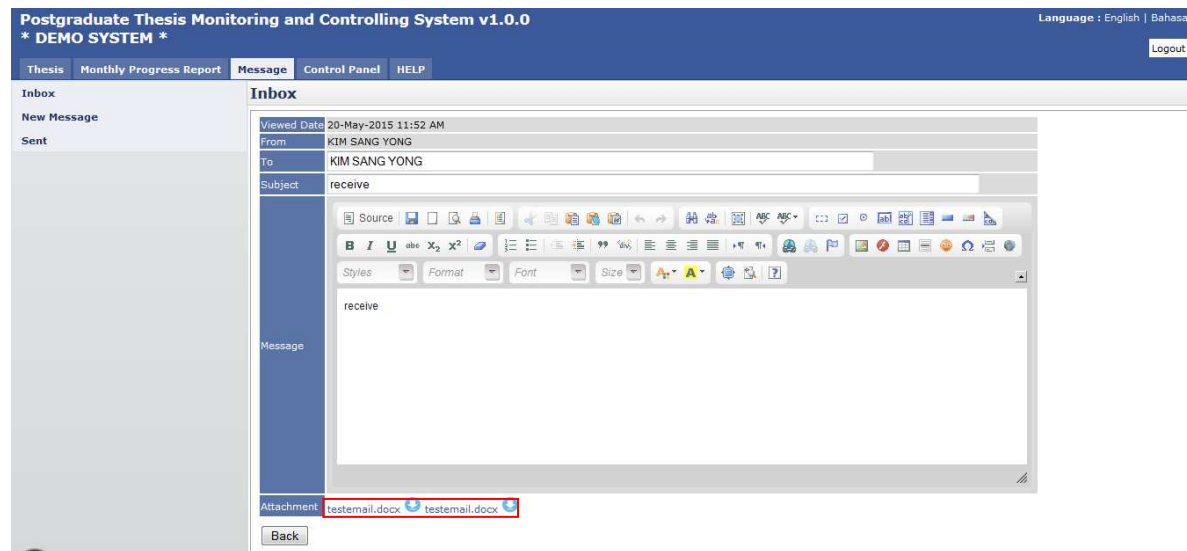 Postgraduate Thesis Monitoring and Controlling System v1.0.0
Language : English | Bahasa
* DEMO SYSTEM *
Logout
Thesis Monthly Progress Report Message Control Panel HELP
Inbox
Inbox
New Message
Sent
Viewed Date 20-May-2015 11:52 AM
From KIM SANG YONG
To KIM SANG YONG
Subject receive
Source
B I U abc X₂ X²
Styles Format Font Size A A
receive
Message
Attachment testemail.docx testemail.docx
Back